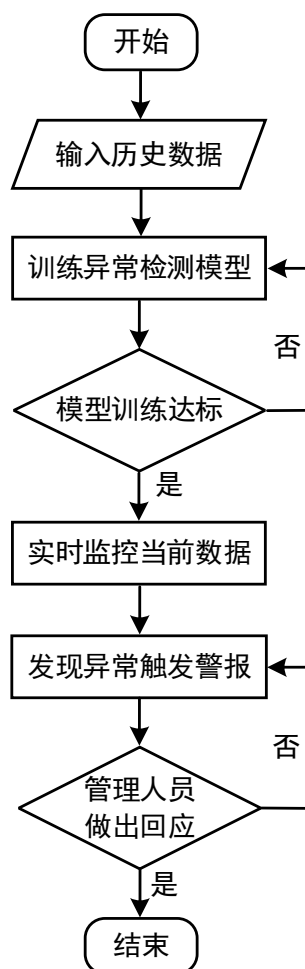 开始
输入历史数据
训练异常检测模型
否
模型训练达标
是
实时监控当前数据
发现异常触发警报
否
管理人员
做出回应
是
结束